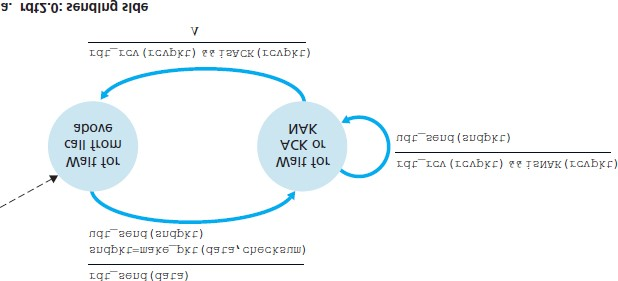 rdt_send(data)
sndpkt=make_pkt(data,checksum)
udt_send(sndpkt)
Wait for
call from
above
Wait for
ACK or
NAK
rdt_rcv(rcvpkt)&&isNAK(rcvpkt)
udt_send(sndpkt)
rdt_rcv(rcvpkt)&&isACK(rcvpkt)
Λ
a. rdt2.0: sending side